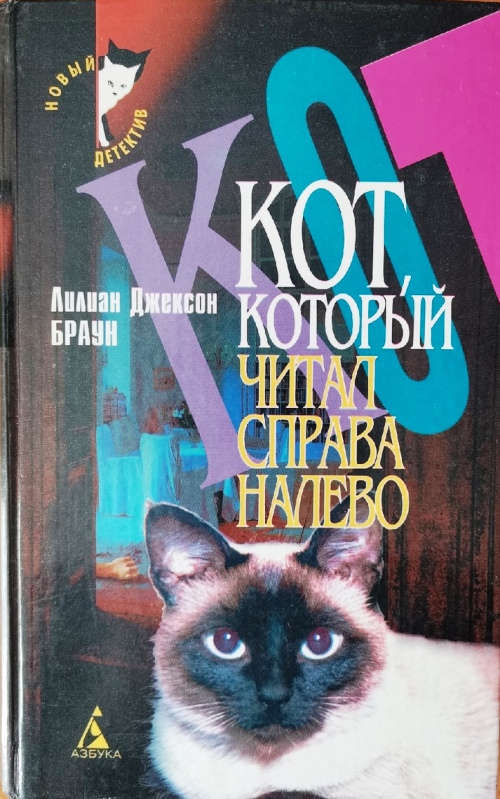 НОВЫЙ
ДЕТЕКТИВ
КОТ
КОТ,
КОТОРЫЙ
ЧИТАЛ
СПРАВА
НАЛЕВО
Лилиан Джексон
БРАУН
АЗБУКА